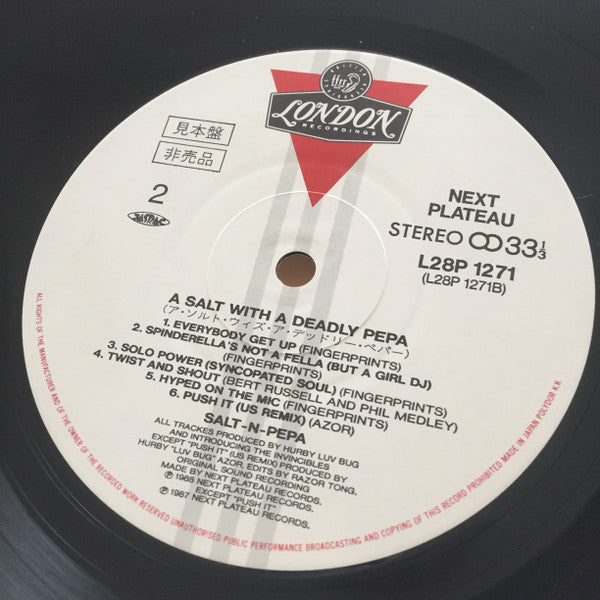 LONDON
RECORDINGS
見本盤
非売品
2
JASRAC
NEXT
PLATEAU
STEREO 33 1/3
L28P 1271
(L28P 1271B)
A SALT WITH A DEADLY PEPA
(ア・ソルト・ウィズ・ア・デッドリー・ペパー)
1. EVERYBODY GET UP (FINGERPRINTS)
2. SPINDERELLA'S NOT A FELLA (BUT A GIRL DJ)
(FINGERPRINTS)
3. SOLO POWER (SYNCOPATED SOUL) (FINGERPRINTS)
4. TWIST AND SHOUT (BERT RUSSELL AND PHIL MEDLEY)
5. HYPED ON THE MIC (FINGERPRINTS)
6. PUSH IT (US REMIX) (AZOR)
SALT-N-PEPA
ALL TRACKES PRODUCED BY HURBY LUV BUG
AND INTRODUCING THE INVINCIBLES
EXCEPT "PUSH IT" (US REMIX) PRODUCED BY
HURBY "LUV BUG" AZOR, EDITS BY RAZOR TONG.
ORIGINAL SOUND RECORDING
MADE BY NEXT PLATEAU RECORDS.
℗ 1988 NEXT PLATEAU RECORDS.
EXCEPT "PUSH IT"
℗ 1987 NEXT PLATEAU RECORDS.
ALL RIGHTS OF THE MANUFACTURER AND OF THE OWNER OF THE RECORDED WORK RESERVED UNAUTHORISED PUBLIC PERFORMANCE BROADCASTING AND COPYING OF THIS RECORD PROHIBITED MADE IN JAPAN POLYDOR K.K.